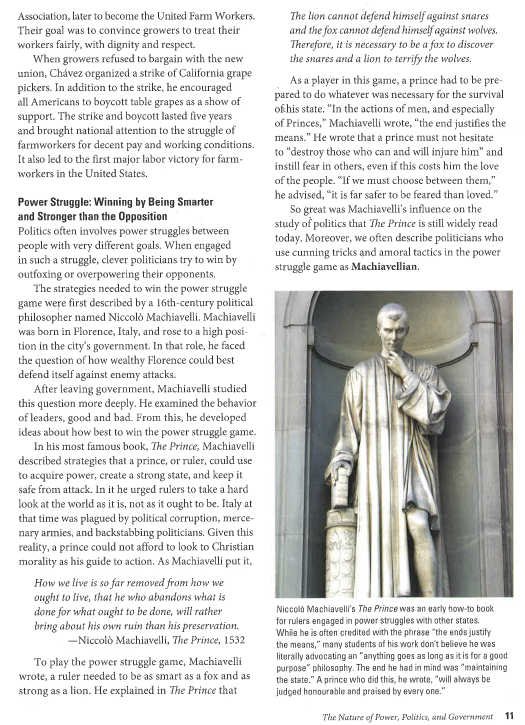 Association, later to become the United Farm Workers.
Their goal was to convince growers to treat their
workers fairly, with dignity and respect.
When growers refused to bargain with the new
union, Chávez organized a strike of California grape
pickers. In addition to the strike, he encouraged
all Americans to boycott table grapes as a show of
support. The strike and boycott lasted five years
and brought national attention to the struggle of
farmworkers for decent pay and working conditions.
It also led to the first major labor victory for farm-
workers in the United States.
Power Struggle: Winning by Being Smarter
and Stronger than the Opposition
Politics often involves power struggles between
people with very different goals. When engaged
in such a struggle, clever politicians try to win by
outfoxing or overpowering their opponents.
The strategies needed to win the power struggle
game were first described by a 16th-century political
philosopher named Niccolò Machiavelli. Machiavelli
was born in Florence, Italy, and rose to a high posi-
tion in the city's government. In that role, he faced
the question of how wealthy Florence could best
defend itself against enemy attacks.
After leaving government, Machiavelli studied
this question more deeply. He examined the behavior
of leaders, good and bad. From this, he developed
ideas about how best to win the power struggle game.
In his most famous book, The Prince, Machiavelli
described strategies that a prince, or ruler, could use
to acquire power, create a strong state, and keep it
safe from attack. In it he urged rulers to take a hard
look at the world as it is, not as it ought to be. Italy at
that time was plagued by political corruption, merce-
nary armies, and backstabbing politicians. Given this
reality, a prince could not afford to look to Christian
morality as his guide to action. As Machiavelli put it,
How we live is so far removed from how we
ought to live, that he who abandons what is
done for what ought to be done, will rather
bring about his own ruin than his preservation.
—Niccolò Machiavelli, The Prince, 1532
To play the power struggle game, Machiavelli
wrote, a ruler needed to be as smart as a fox and as
strong as a lion. He explained in The Prince that
The lion cannot defend himself against snares
and the fox cannot defend himself against wolves.
Therefore, it is necessary to be a fox to discover
the snares and a lion to terrify the wolves.
As a player in this game, a prince had to be pre-
pared to do whatever was necessary for the survival
of his state. “In the actions of men, and especially
of Princes,” Machiavelli wrote, “the end justifies the
means.” He wrote that a prince must not hesitate
to “destroy those who can and will injure him” and
instill fear in others, even if this costs him the love
of the people. “If we must choose between them,”
he advised, “it is far safer to be feared than loved.”
So great was Machiavelli's influence on the
study of politics that The Prince is still widely read
today. Moreover, we often describe politicians who
use cunning tricks and amoral tactics in the power
struggle game as Machiavellian.
Niccolò Machiavelli's The Prince was an early how-to book
for rulers engaged in power struggles with other states.
While he is often credited with the phrase “the ends justify
the means,” many students of his work don't believe he was
literally advocating an “anything goes as long as it is for a good
purpose” philosophy. The end he had in mind was “maintaining
the state.” A prince who did this, he wrote, “will always be
judged honourable and praised by every one.”
The Nature of Power, Politics, and Government 11